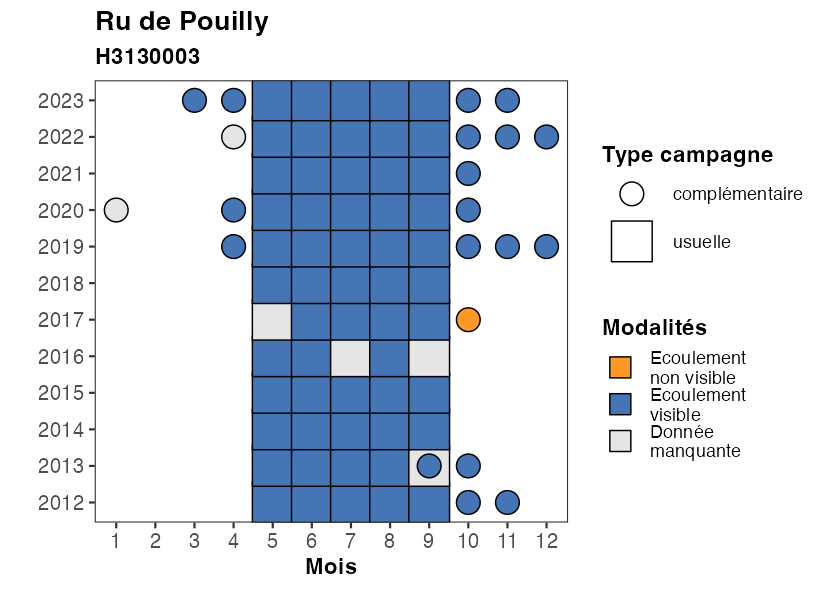 Ru de Pouilly
H3130003
2023
2022
2021
2020
2019
2018
2017
2016
2015
2014
2013
2012
1 2 3 4 5 6 7 8 9 10 11 12
Mois
Type campagne
complémentaire
usuelle
Modalités
Ecoulement
non visible
Ecoulement
visible
Donnée
manquante